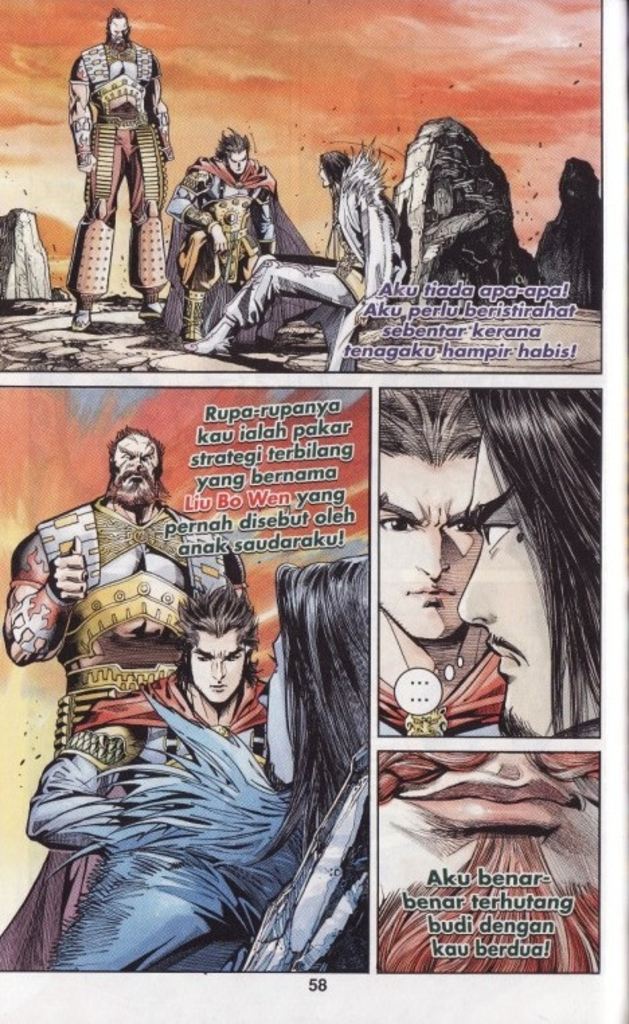 Aku tiada apa-apa!
Aku perlu beristirahat
sebentar kerana
tenagaku hampir habis!
Rupa-rupanya
kau ialah pakar
strategi terbilang
yang bernama
Liu Bo Wen yang
pernah disebut oleh
anak saudaraku!
...
...
Aku benar-
benar terhutang
budi dengan
kau berdua!
58